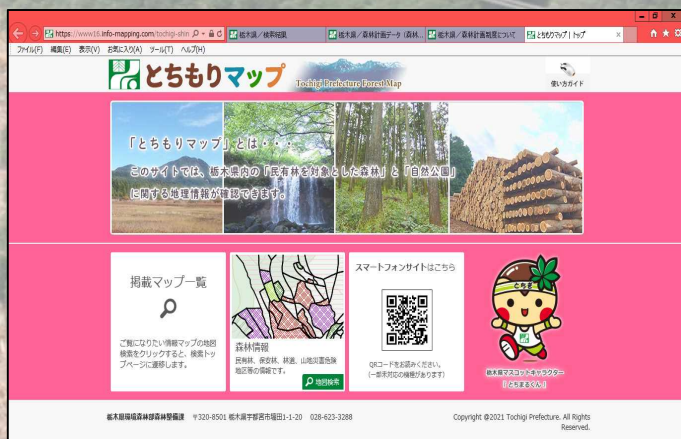 https://www16.info-mapping.com/tochigi-shin
栃木県／検索結果
栃木県／森林計画データ（森林...
栃木県／森林計画制度について
とちもりマップ | トップ
ファイル(F) 編集(E) 表示(V) お気に入り(A) ツール(T) ヘルプ(H)
とちもりマップ
Tochigi Prefecture Forest Map
使い方ガイド
「とちもりマップ」とは・・・
このサイトでは、栃木県内の「民有林を対象とした森林」と「自然公園」
に関する地理情報が確認できます。
掲載マップ一覧
ご覧になりたい情報マップの地図
検索をクリックすると、検索トッ
プページに遷移します。
森林情報
民有林、保安林、林道、山地災害危険
地区等の情報です。
地図検索
スマートフォンサイトはこちら
QRコードをお読みください。
(一部未対応の機種があります)
とちぎ
栃木県マスコットキャラクター
「とちまるくん」
栃木県環境森林部森林整備課 〒320-8501 栃木県宇都宮市塙田1-1-20 028-623-3288
Copyright @2021 Tochigi Prefecture. All Rights
Reserved.